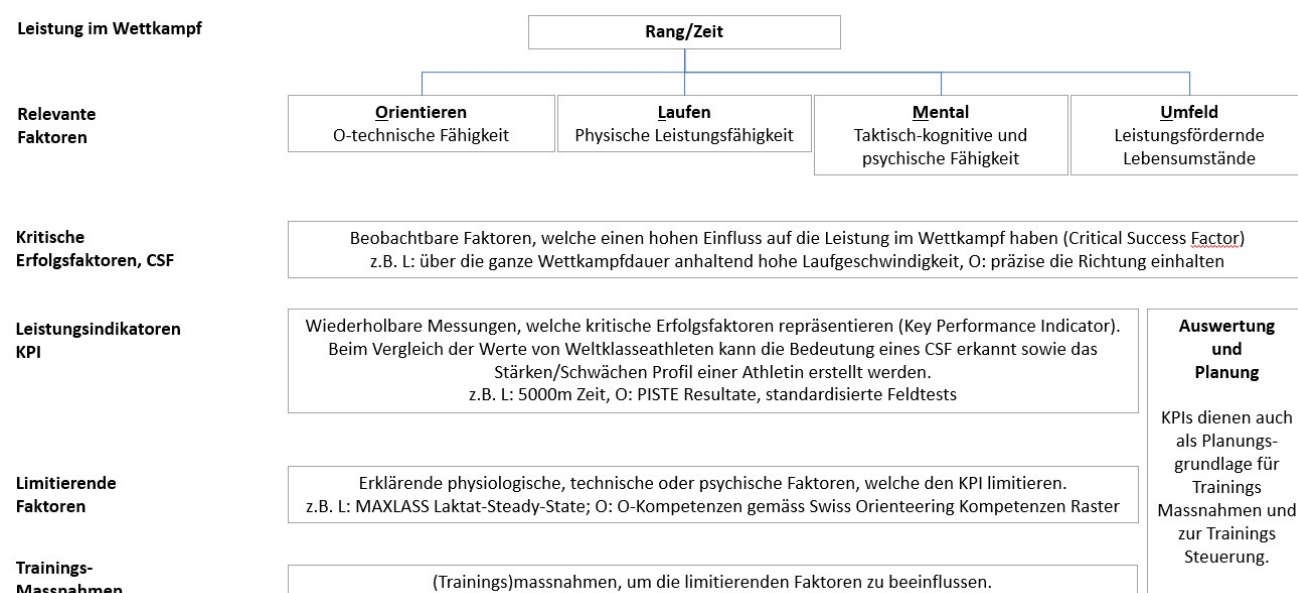 Leistung im Wettkampf
Rang/Zeit
Relevante
Faktoren
Orientieren
O-technische Fähigkeit
Laufen
Physische Leistungsfähigkeit
Mental
Taktisch-kognitive und
psychische Fähigkeit
Umfeld
Leistungsfördernde
Lebensumstände
Kritische
Erfolgsfaktoren, CSF
Beobachtbare Faktoren, welche einen hohen Einfluss auf die Leistung im Wettkampf haben (Critical Success Factor)
z.B. L: über die ganze Wettkampfdauer anhaltend hohe Laufgeschwindigkeit, O: präzise die Richtung einhalten
Leistungsindikatoren
KPI
Wiederholbare Messungen, welche kritische Erfolgsfaktoren repräsentieren (Key Performance Indicator).
Beim Vergleich der Werte von Weltklasseathleten kann die Bedeutung eines CSF erkannt sowie das
Stärken/Schwächen Profil einer Athletin erstellt werden.
z.B. L: 5000m Zeit, O: PISTE Resultate, standardisierte Feldtests
Auswertung
und
Planung
KPIs dienen auch
als Planungs-
grundlage für
Trainings
Massnahmen und
zur Trainings
Steuerung.
Limitierende
Faktoren
Erklärende physiologische, technische oder psychische Faktoren, welche den KPI limitieren.
z.B. L: MAXLASS Laktat-Steady-State; O: O-Kompetenzen gemäss Swiss Orienteering Kompetenzen Raster
Trainings-
Massnahmen
(Trainings)massnahmen, um die limitierenden Faktoren zu beeinflussen.